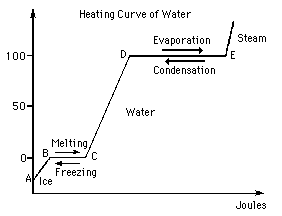 Heating Curve of Water
Evaporation
Steam
D
E
100
Condensation
50
Water
Melting
B
0
C
Freezing
A
Ice
Joules